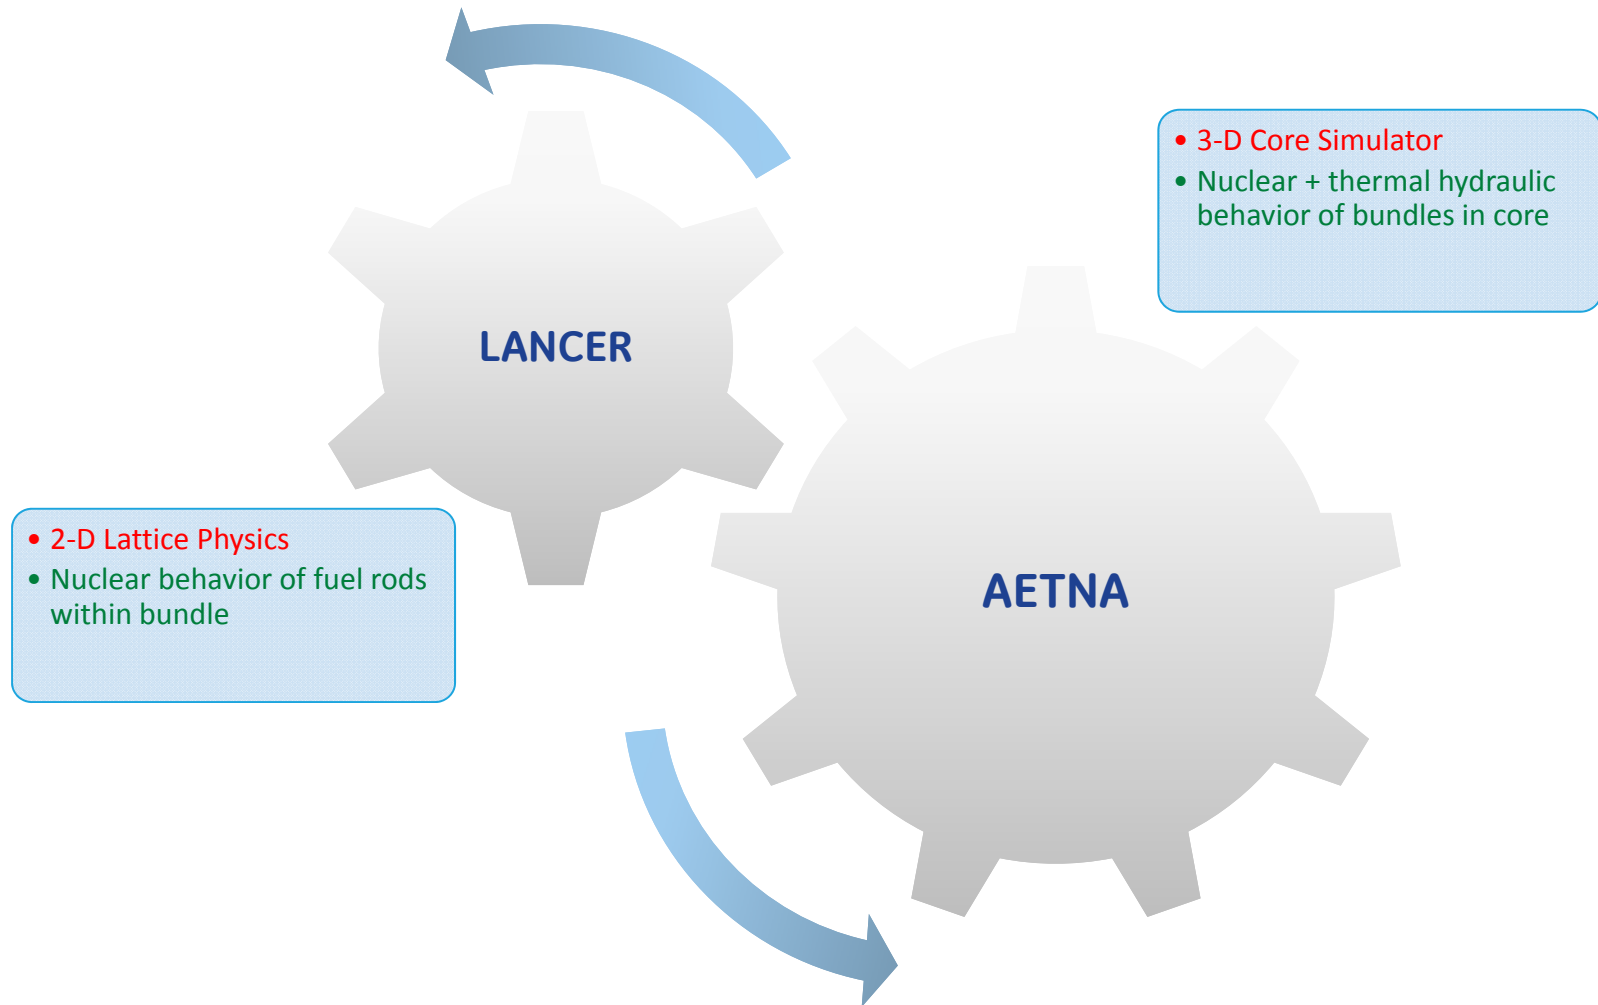 • 3-D Core Simulator
• Nuclear + thermal hydraulic
behavior of bundles in core
LANCER
• 2-D Lattice Physics
• Nuclear behavior of fuel rods
within bundle
AETNA